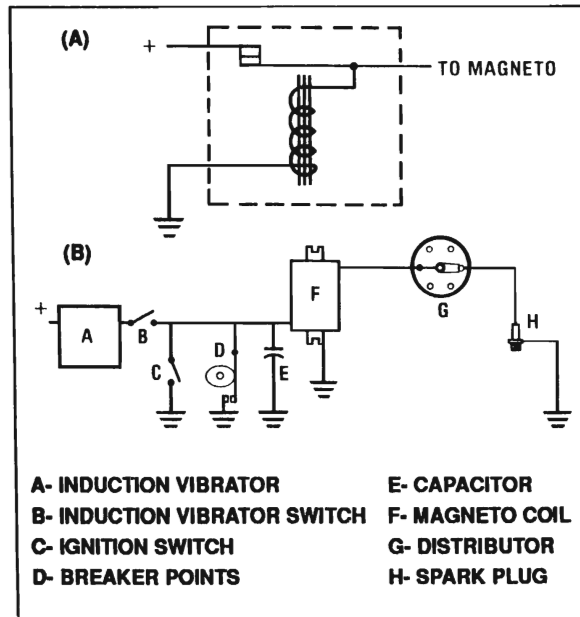 (A)
+
TO MAGNETO
(B)
+
A
B
C
D
E
F
G
H
A- INDUCTION VIBRATOR
B- INDUCTION VIBRATOR SWITCH
C- IGNITION SWITCH
D- BREAKER POINTS
E- CAPACITOR
F- MAGNETO COIL
G- DISTRIBUTOR
H- SPARK PLUG